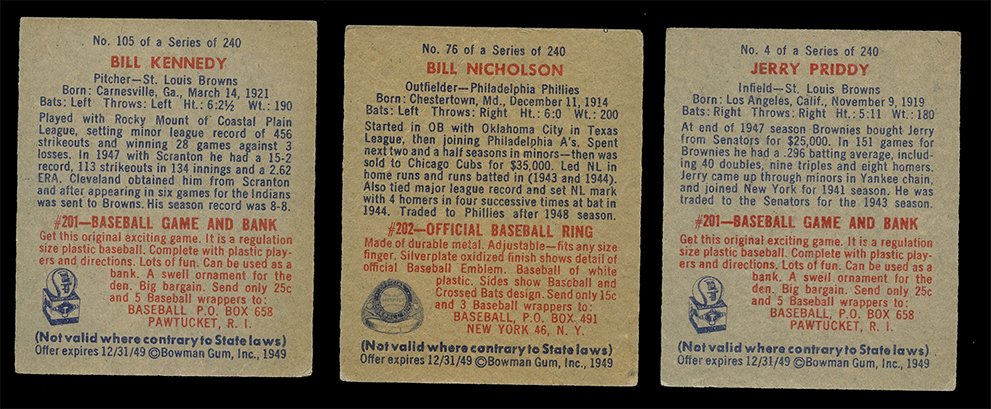 No. 105 of a Series of 240
BILL KENNEDY
Pitcher—St. Louis Browns
Born: Carnesville, Ga., March 14, 1921
Bats: Left Throws: Left Ht.: 6:2½ Wt.: 190
Played with Rocky Mount of Coastal Plain
League, setting minor league record of 456
strikeouts and winning 28 games against 3
losses. In 1947 with Scranton he had a 15-2
record, 113 strikeouts in 134 innings and a 2.62
ERA. Cleveland obtained him from Scranton
and after appearing in six games for the Indians
was sent to Browns. His season record was 8-8.
#201—BASEBALL GAME AND BANK
Get this original exciting game. It is a regulation
size plastic baseball. Complete with plastic play-
ers and directions. Lots of fun. Can be used as a
bank. A swell ornament for the
den. Big bargain. Send only 25c
and 5 Baseball wrappers to:
BASEBALL, P.O. BOX 658
PAWTUCKET, R. I.
(Not valid where contrary to State laws)
Offer expires 12/31/49 ©Bowman Gum, Inc., 1949
No. 76 of a Series of 240
BILL NICHOLSON
Outfielder—Philadelphia Phillies
Born: Chestertown, Md., December 11, 1914
Bats: Left Throws: Right Ht.: 6:0 Wt.: 200
Started in OB with Oklahoma City in Texas
League, then joining Philadelphia A's. Spent
next two and a half seasons in minors—then was
sold to Chicago Cubs for $35,000. Led NL in
home runs and runs batted in (1943 and 1944).
Also tied major league record and set NL mark
with 4 homers in four successive times at bat in
1944. Traded to Phillies after 1948 season.
#202—OFFICIAL BASEBALL RING
Made of durable metal. Adjustable—fits any size
finger. Silverplate oxidized finish shows detail of
official Baseball Emblem. Baseball of white
plastic. Sides show Baseball and
Crossed Bats design. Send only 15c
and 3 Baseball wrappers to:
BASEBALL, P.O. BOX 491
NEW YORK 46, N. Y.
(Not valid where contrary to State laws)
Offer expires 12/31/49 ©Bowman Gum, Inc., 1949
No. 4 of a Series of 240
JERRY PRIDDY
Infield—St. Louis Browns
Born: Los Angeles, Calif., November 9, 1919
Bats: Right Throws: Right Ht.: 5:11 Wt.: 180
At end of 1947 season Brownies bought Jerry
from Senators for $25,000. In 151 games for
Brownies he had a .296 batting average, includ-
ing 40 doubles, nine triples and eight homers.
Jerry came up through minors in Yankee chain,
and joined New York for 1941 season. He was
traded to the Senators for the 1943 season.
#201—BASEBALL GAME AND BANK
Get this original exciting game. It is a regulation
size plastic baseball. Complete with plastic play-
ers and directions. Lots of fun. Can be used as a
bank. A swell ornament for the
den. Big bargain. Send only 25c
and 5 Baseball wrappers to:
BASEBALL, P.O. BOX 658
PAWTUCKET, R. I.
(Not valid where contrary to State laws)
Offer expires 12/31/49 ©Bowman Gum, Inc., 1949